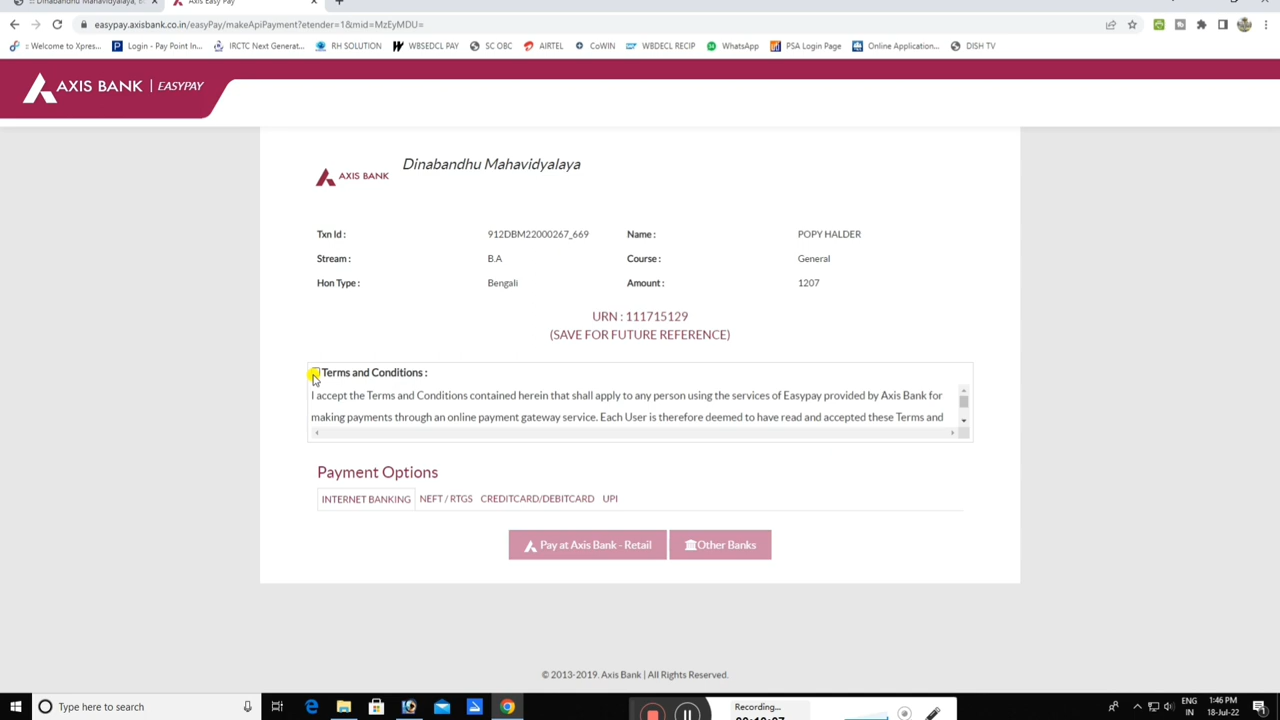 :: Dinabandhu Mahavidyalaya, B
Axis Easy Pay
easypay.axisbank.co.in/easyPay/makeApiPayment?etender=1&mid=MzEyMDU=
:: Welcome to Xpres...
Login - Pay Point In...
IRCTC Next Generat...
RH SOLUTION
WBSEDCL PAY
SC OBC
AIRTEL
CoWIN
WBDECL RECIP
WhatsApp
PSA Login Page
Online Application...
DISH TV
AXIS BANK | EASYPAY
AXIS BANK
Dinabandhu Mahavidyalaya
Txn Id : 912DBM22000267_669 Name : POPY HALDER
Stream : B.A Course : General
Hon Type : Bengali Amount : 1207
URN : 111715129
(SAVE FOR FUTURE REFERENCE)
Terms and Conditions :
I accept the Terms and Conditions contained herein that shall apply to any person using the services of Easypay provided by Axis Bank for
making payments through an online payment gateway service. Each User is therefore deemed to have read and accepted these Terms and
Payment Options
INTERNET BANKING NEFT / RTGS CREDITCARD/DEBITCARD UPI
Pay at Axis Bank - Retail Other Banks
© 2013-2019. Axis Bank | All Rights Reserved.
Type here to search
Recording...
ENG
IN
1:46 PM
18-Jul-22